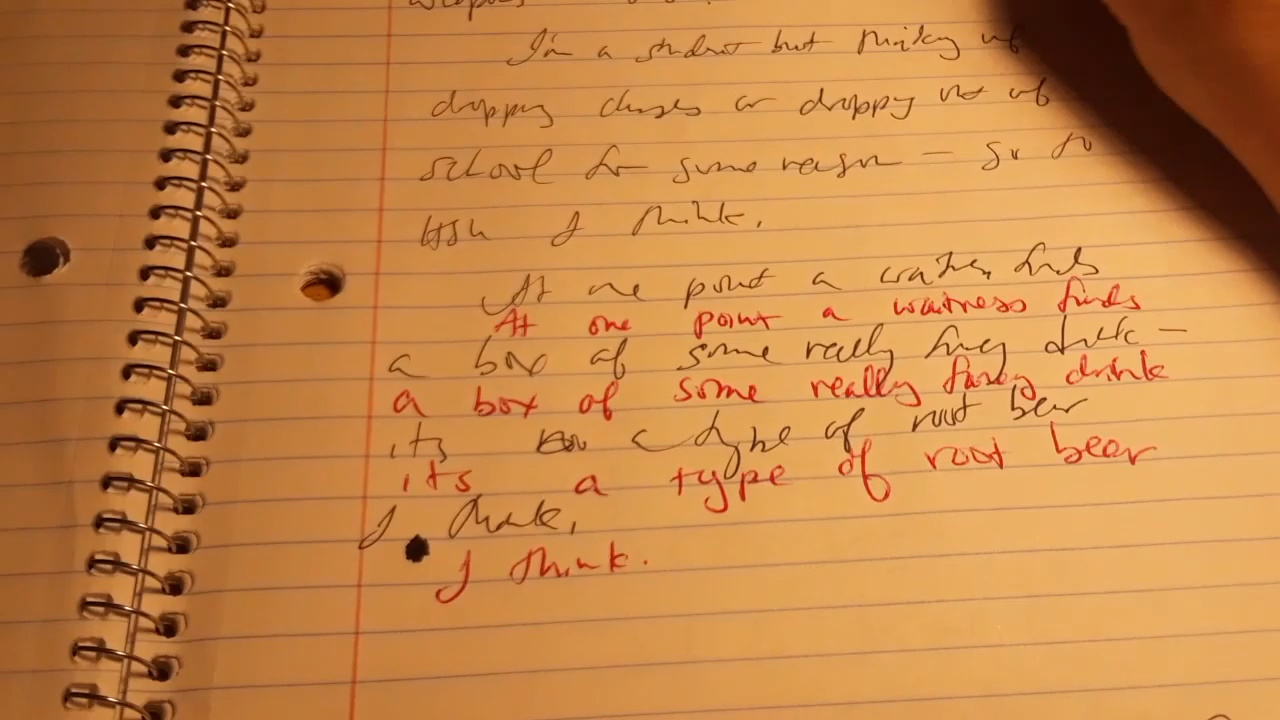 I'm a student but thinking of
dropping classes or dropping out of
school for some reason — go to
I think.
At one point a waitress finds
At one point a waitress finds
a box of some really fancy drink —
a box of some really fancy drink
its a type of root beer
its a type of root beer
I think.
I think.